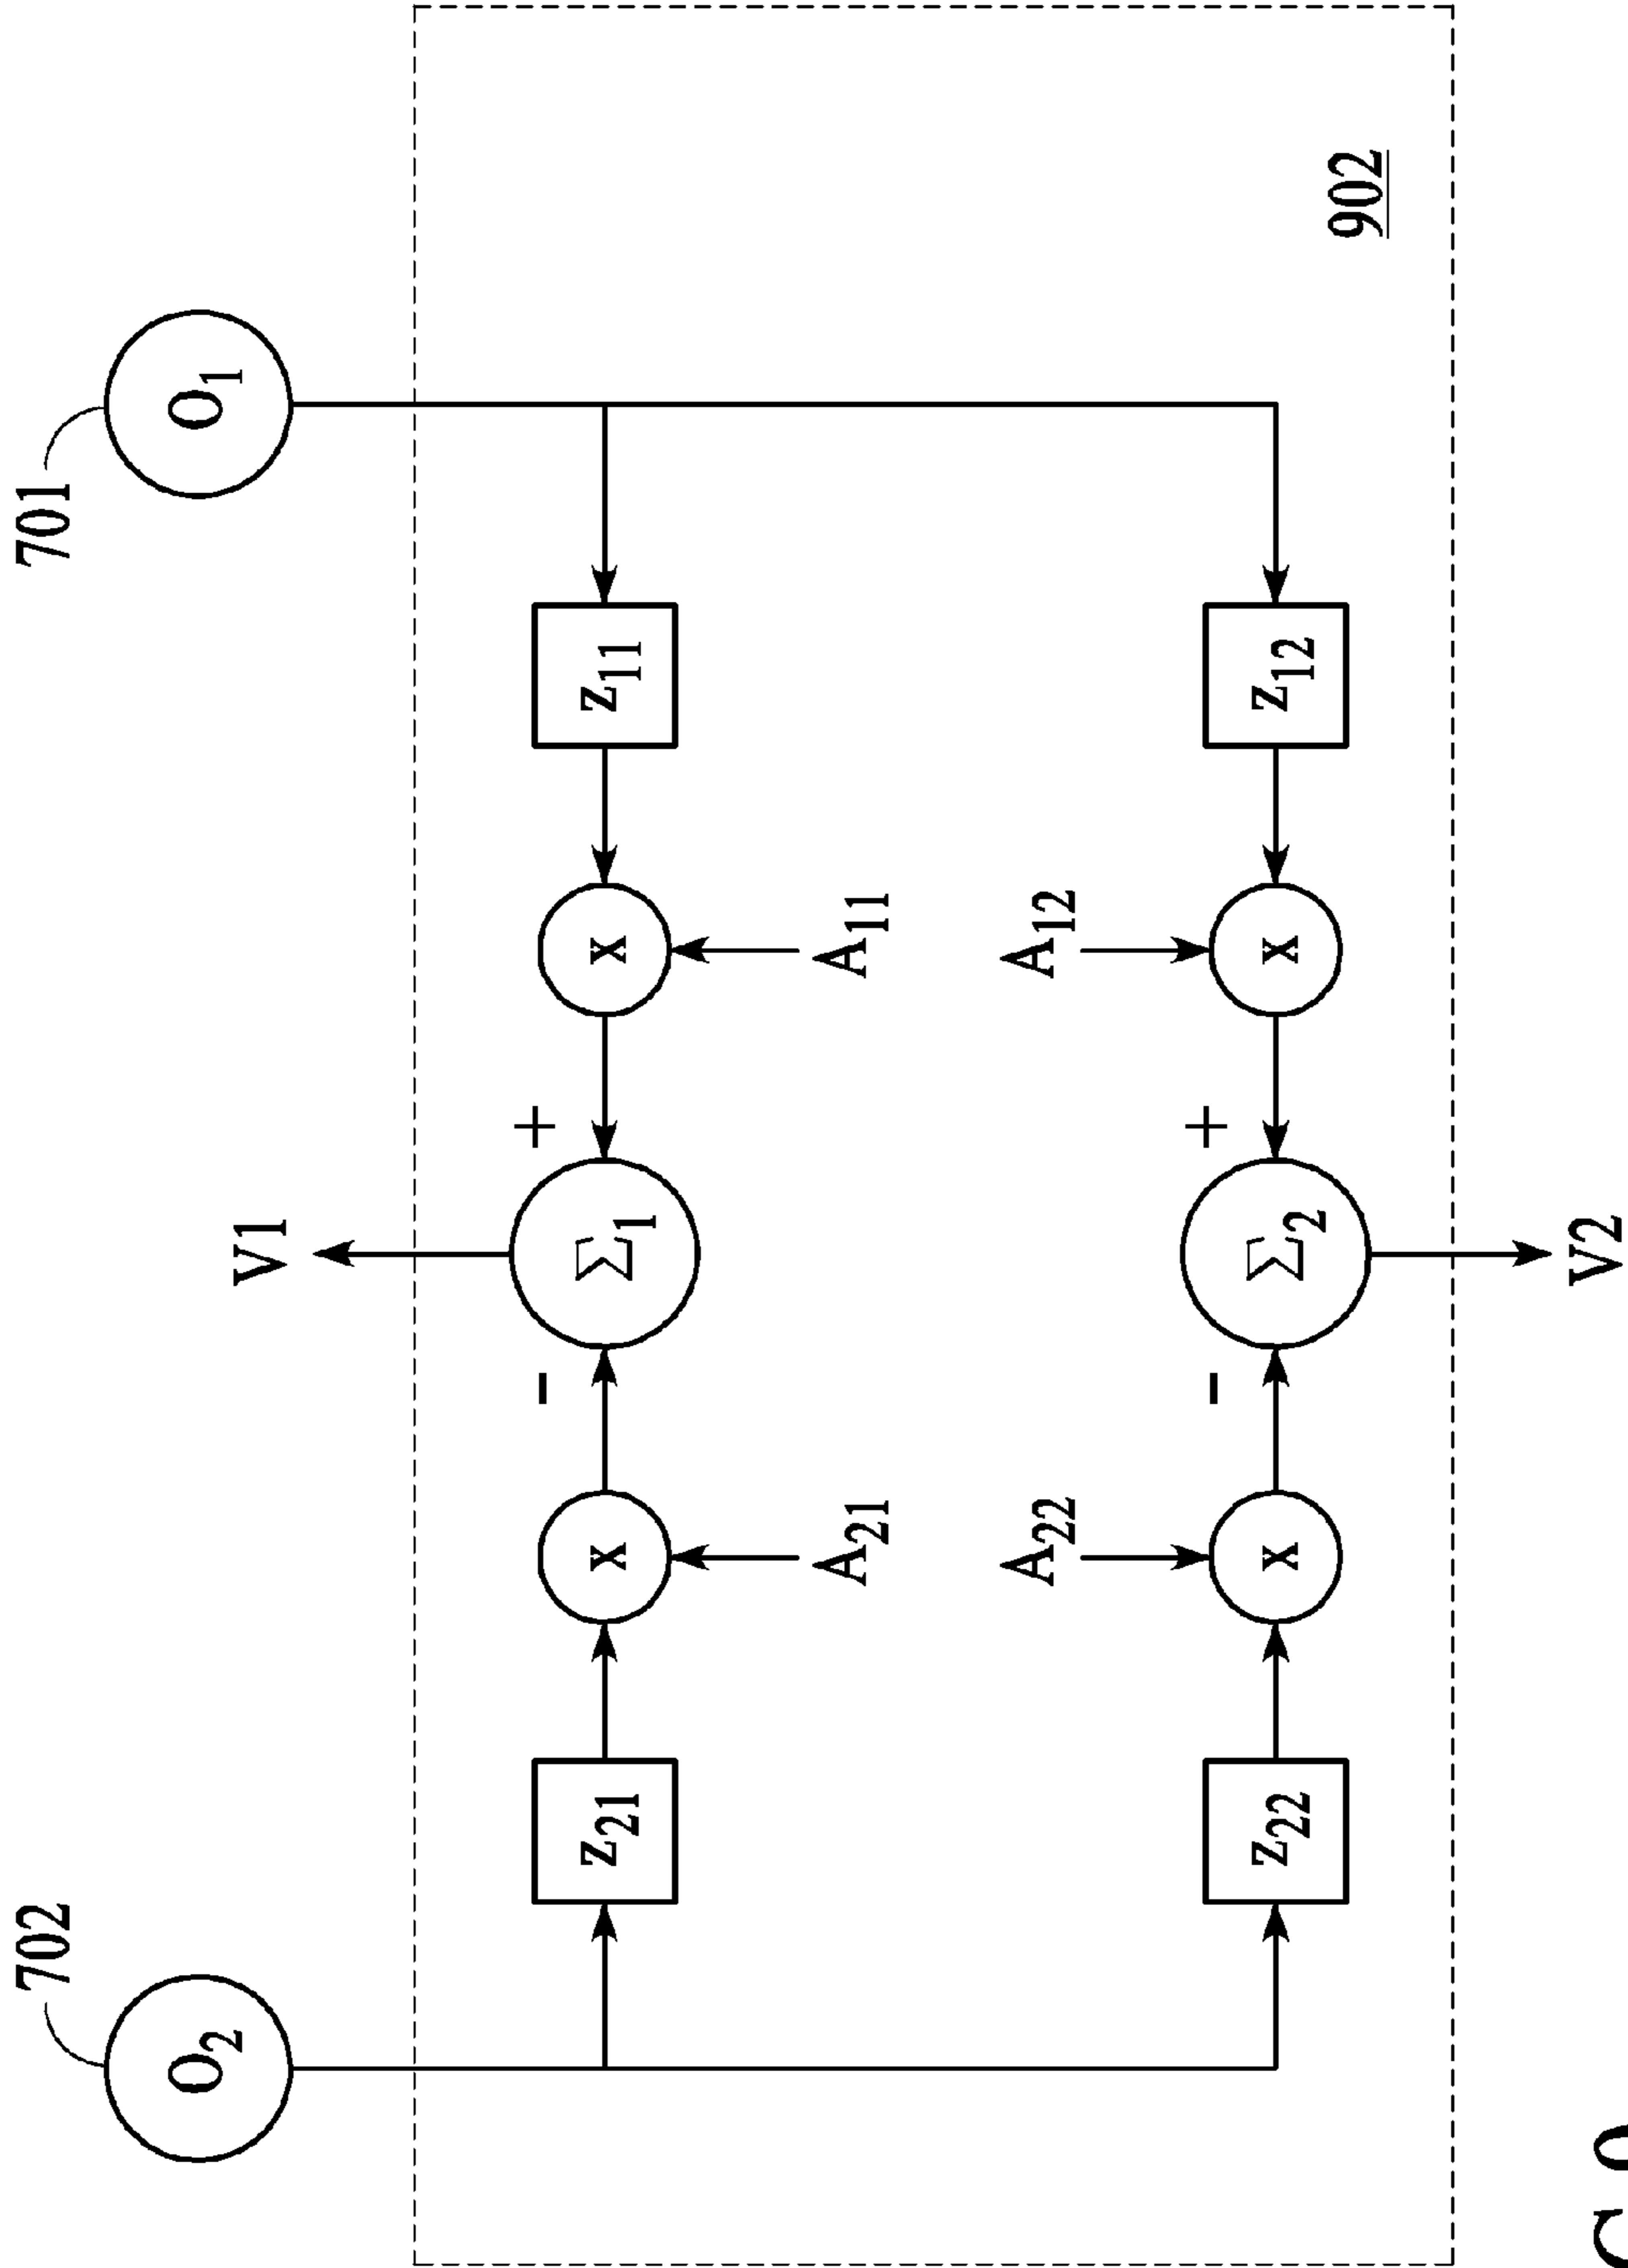 702
701
O₂
O₁
V1
-
+
z₂₁
x
Σ₁
x
z₁₁
A₂₁
A₁₁
A₂₂
A₁₂
-
+
z₂₂
x
Σ₂
x
z₁₂
902
V2